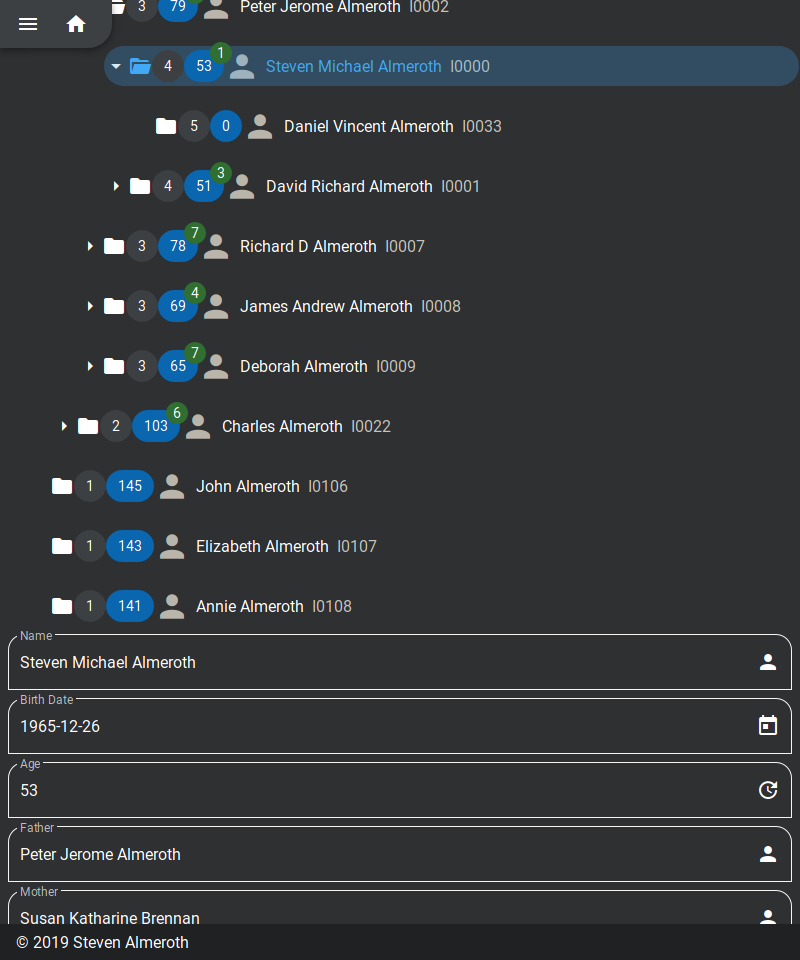 3 79 Peter Jerome Almeroth I0002
4 53 1 Steven Michael Almeroth I0000
5 0 Daniel Vincent Almeroth I0033
4 51 3 David Richard Almeroth I0001
3 78 7 Richard D Almeroth I0007
3 69 4 James Andrew Almeroth I0008
3 65 7 Deborah Almeroth I0009
2 103 6 Charles Almeroth I0022
1 145 John Almeroth I0106
1 143 Elizabeth Almeroth I0107
1 141 Annie Almeroth I0108
Name
Steven Michael Almeroth
Birth Date
1965-12-26
Age
53
Father
Peter Jerome Almeroth
Mother
Susan Katharine Brennan
© 2019 Steven Almeroth